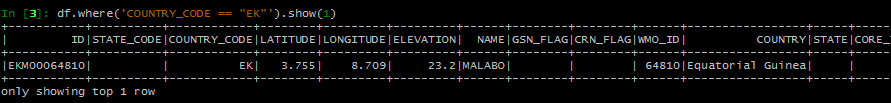 In [3]: df.where('COUNTRY_CODE == "EK"').show(1)
+-----------+----------+------------+--------+---------+---------+------+--------+--------+------+-----------------+-----+------
|         ID|STATE_CODE|COUNTRY_CODE|LATITUDE|LONGITUDE|ELEVATION|  NAME|GSN_FLAG|CRN_FLAG|WMO_ID|          COUNTRY|STATE|CORE_
+-----------+----------+------------+--------+---------+---------+------+--------+--------+------+-----------------+-----+------
|EKM00064810|          |          EK|   3.755|    8.709|     23.2|MALABO|        |        | 64810|Equatorial Guinea|     |
+-----------+----------+------------+--------+---------+---------+------+--------+--------+------+-----------------+-----+------
only showing top 1 row